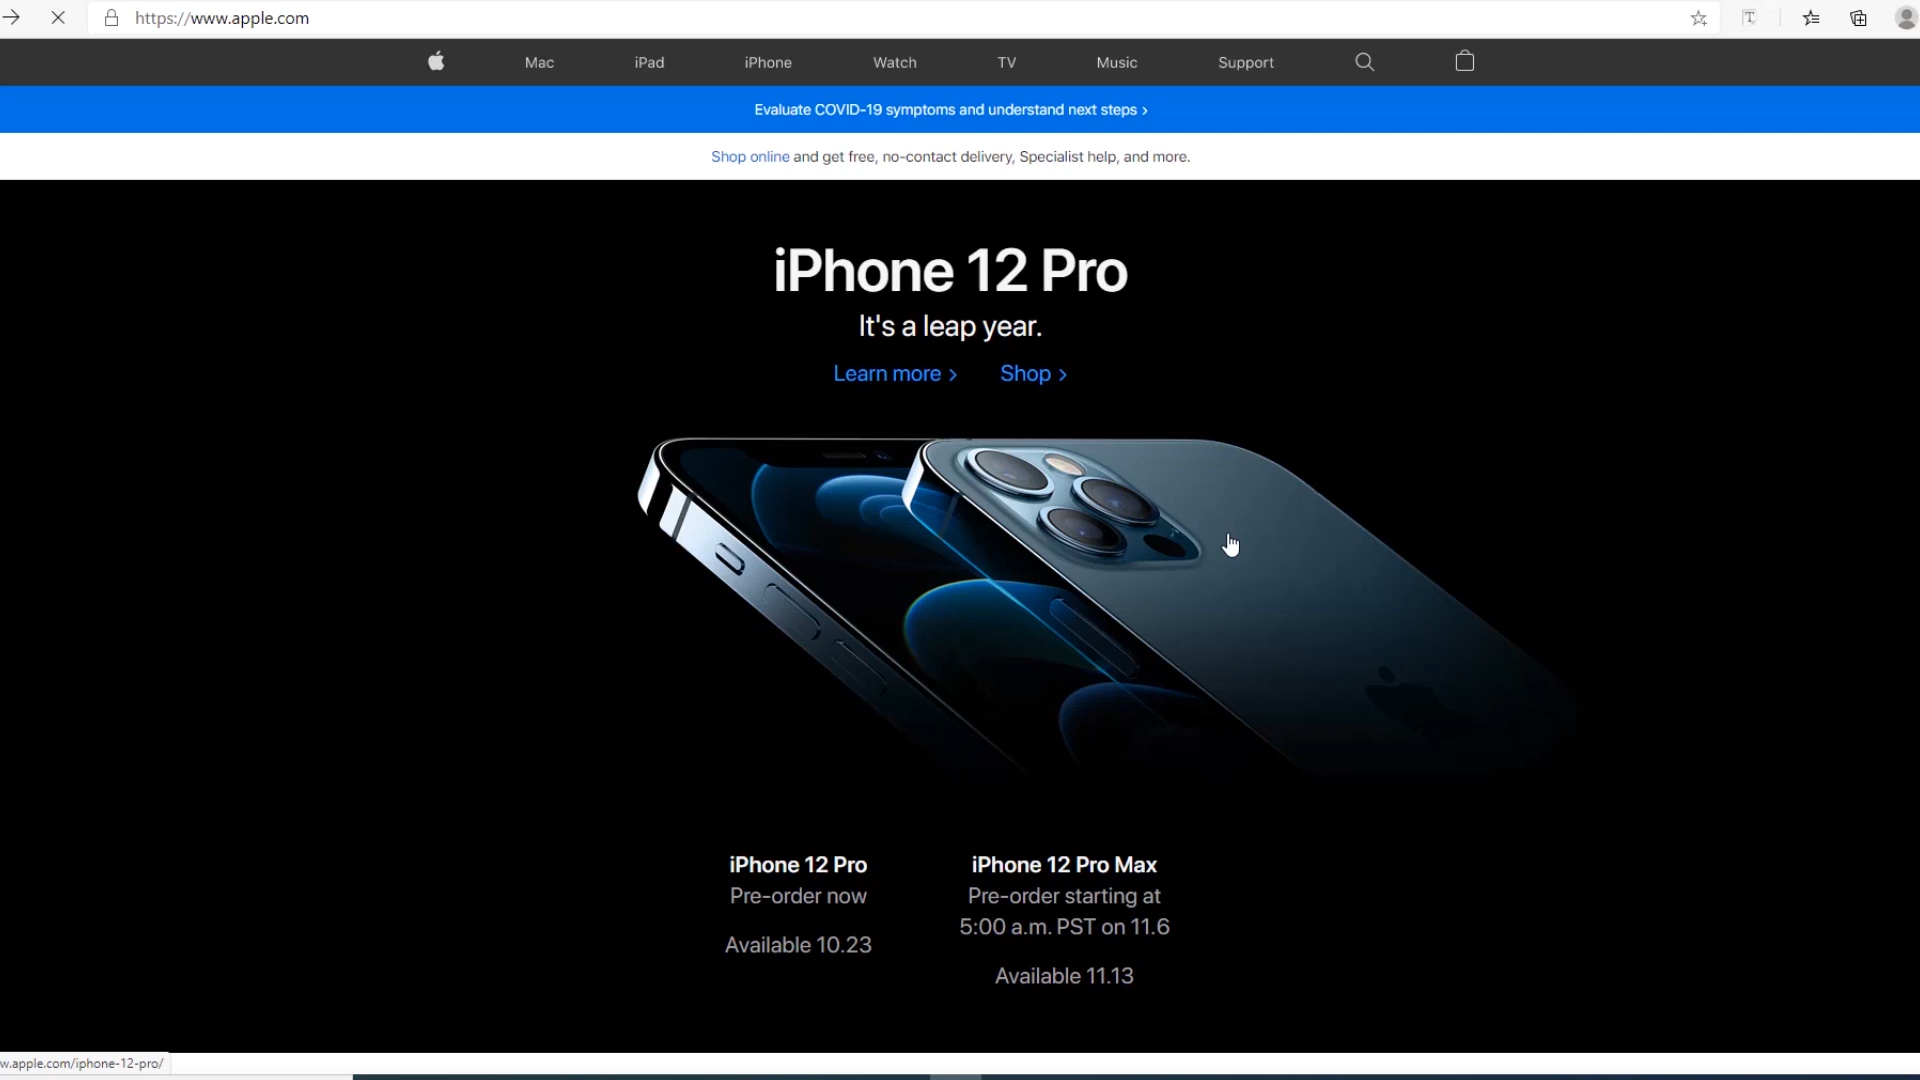 https://www.apple.com
Mac iPad iPhone Watch TV Music Support
Evaluate COVID-19 symptoms and understand next steps ›
Shop online and get free, no-contact delivery, Specialist help, and more.
iPhone 12 Pro
It's a leap year.
Learn more › Shop ›
iPhone 12 Pro
Pre-order now
Available 10.23
iPhone 12 Pro Max
Pre-order starting at
5:00 a.m. PST on 11.6
Available 11.13
w.apple.com/iphone-12-pro/